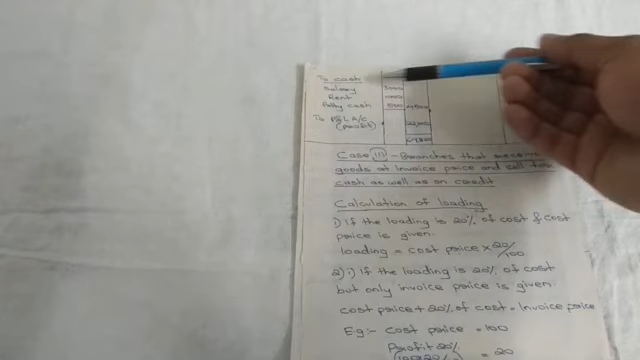 To cash
Salary
Rent
Petty cash
To P&L A/c
(profit)
Case (III) - Branches that receive
goods at invoice price and sell for
cash as well as on credit
Calculation of loading
1) If the loading is 20% of cost & cost
price is given.
loading = cost price × 20/100
2) i) If the loading is 20% of cost
but only invoice price is given.
cost price + 20% of cost = Invoice price
E.g:- Cost price = 100
Profit 20%
= 20